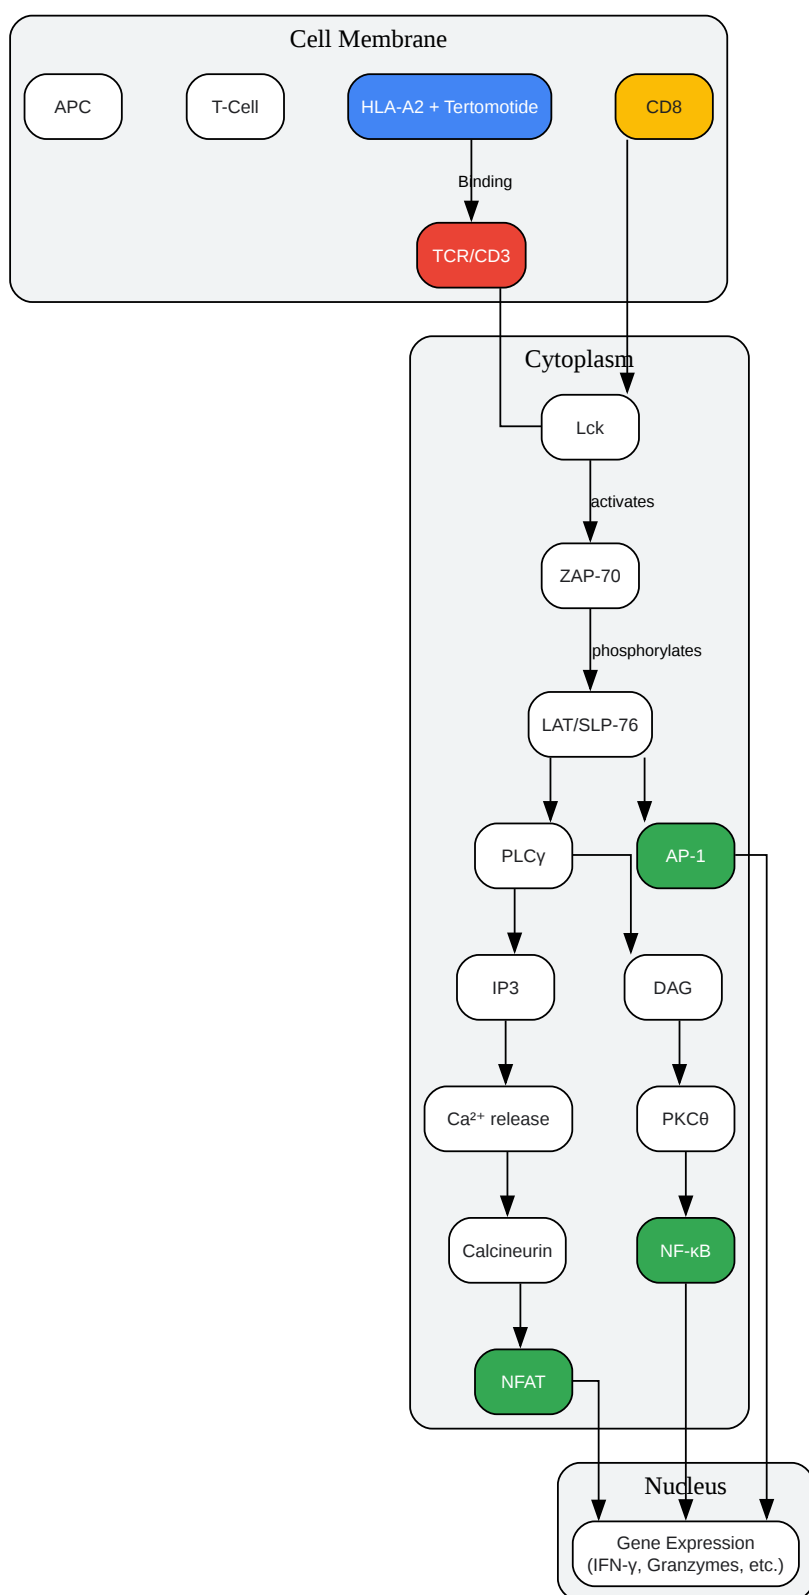 Cell Membrane
APC
T-Cell
HLA-A2 + Tertomotide
CD8
Binding
TCR/CD3
Cytoplasm
Lck
activates
ZAP-70
phosphorylates
LAT/SLP-76
PLCγ
AP-1
IP3
DAG
Ca²⁺ release
PKCθ
Calcineurin
NF-κB
NFAT
Nucleus
Gene Expression
(IFN-γ, Granzymes, etc.)